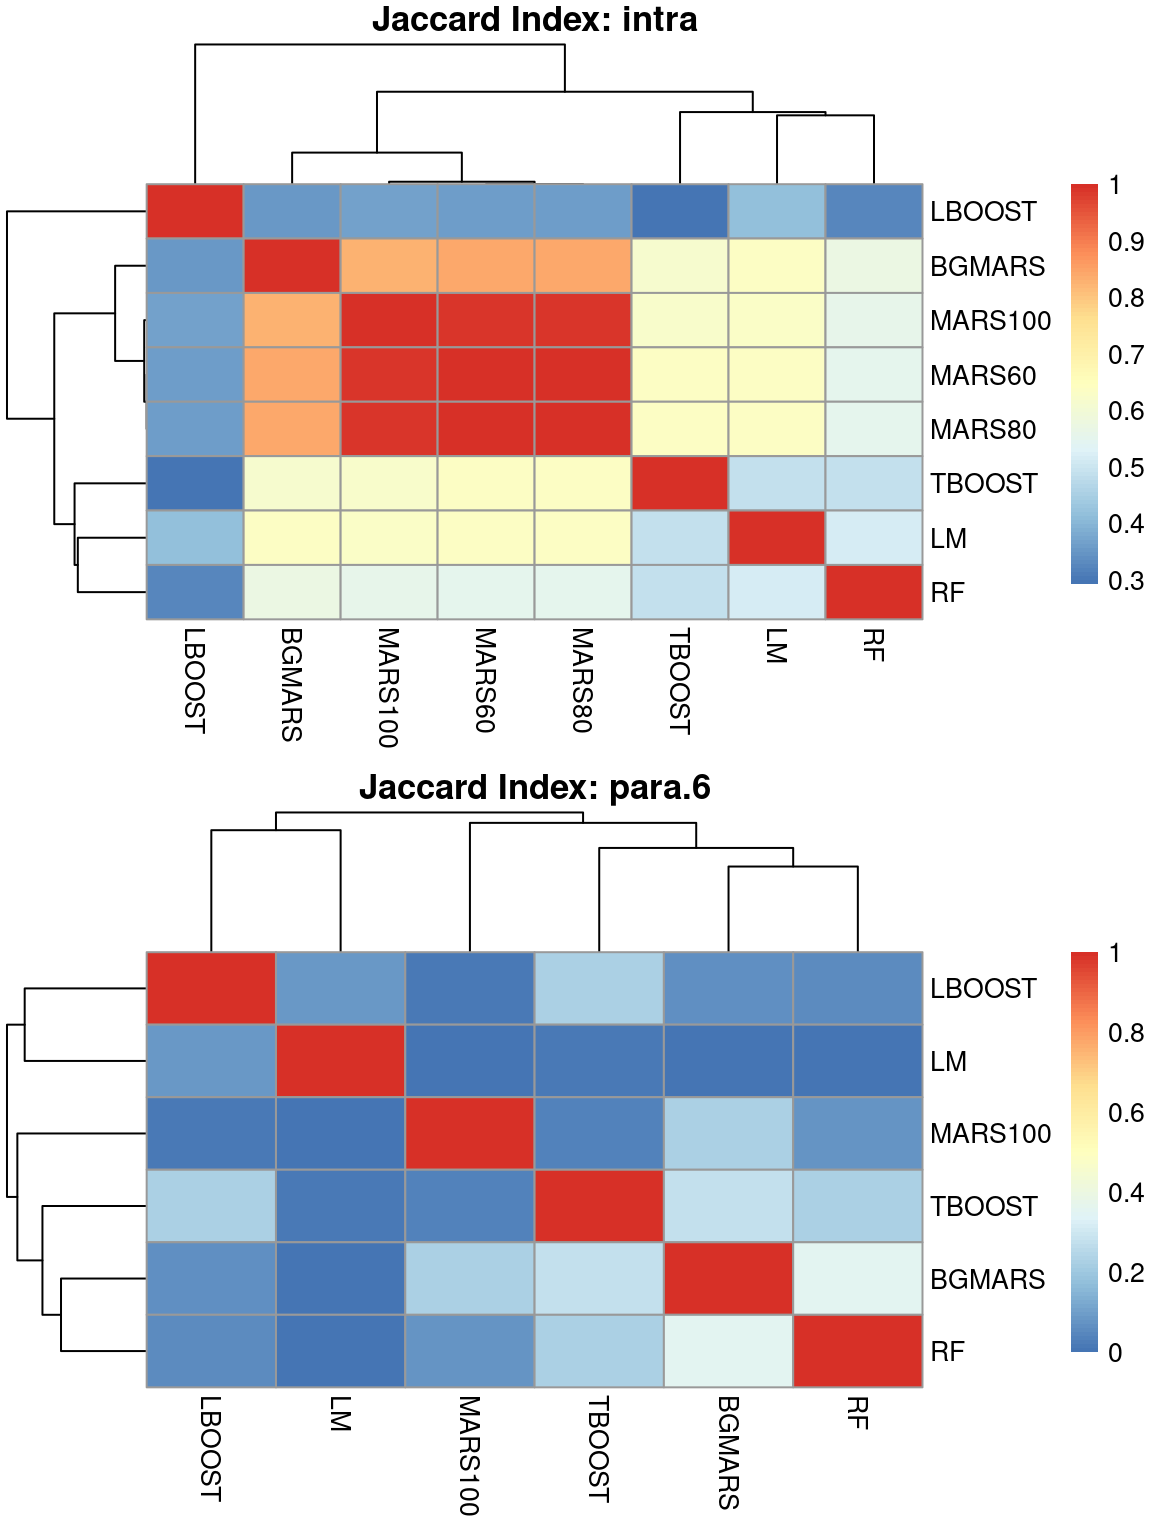 Jaccard Index: intra
LBOOST
BGMARS
MARS100
MARS60
MARS80
TBOOST
LM
RF
1
0.9
0.8
0.7
0.6
0.5
0.4
0.3
LBOOST
BGMARS
MARS100
MARS60
MARS80
TBOOST
LM
RF
Jaccard Index: para.6
LBOOST
LM
MARS100
TBOOST
BGMARS
RF
1
0.8
0.6
0.4
0.2
0
LBOOST
LM
MARS100
TBOOST
BGMARS
RF